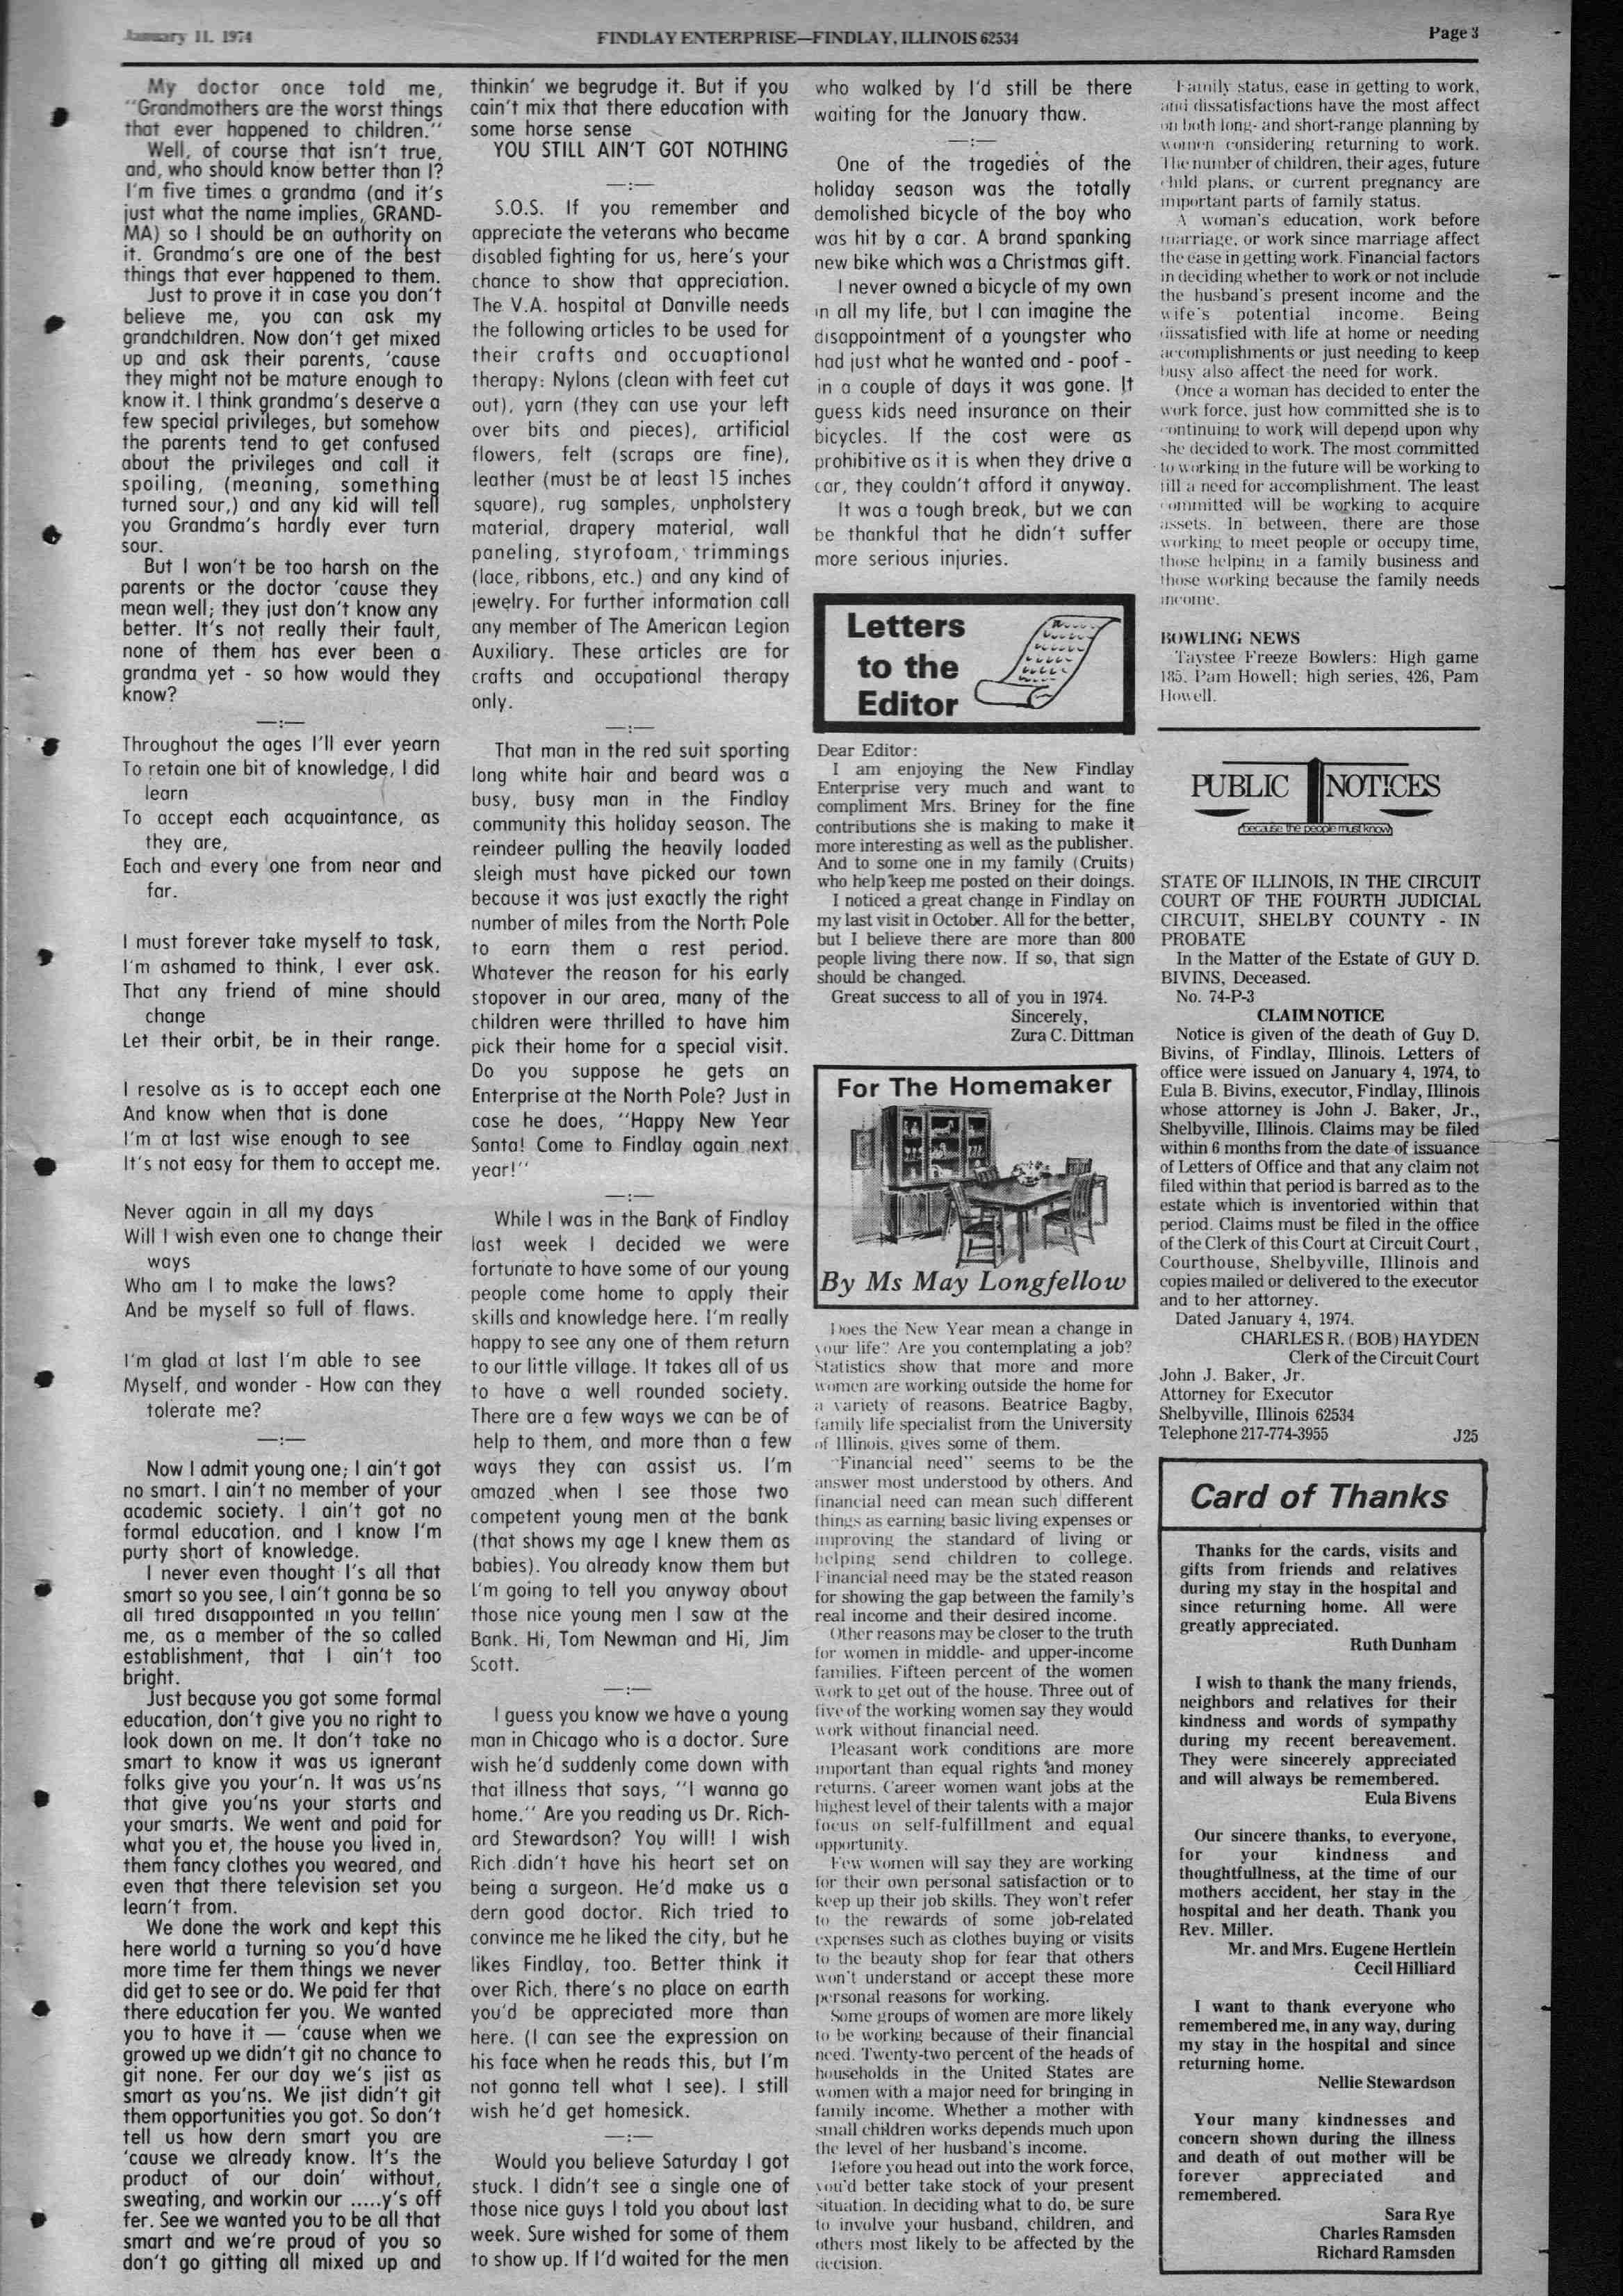 January 11, 1974
FINDLAY ENTERPRISE—FINDLAY, ILLINOIS 62534
Page 3
My doctor once told me,
"Grandmothers are the worst things
that ever happened to children."
Well, of course that isn't true,
and, who should know better than I?
I'm five times a grandma (and it's
just what the name implies, GRAND-
MA) so I should be an authority on
it. Grandma's are one of the best
things that ever happened to them.
Just to prove it in case you don't
believe me, you can ask my
grandchildren. Now don't get mixed
up and ask their parents, 'cause
they might not be mature enough to
know it. I think grandma's deserve a
few special privileges, but somehow
the parents tend to get confused
about the privileges and call it
spoiling, (meaning, something
turned sour,) and any kid will tell
you Grandma's hardly ever turn
sour.
But I won't be too harsh on the
parents or the doctor 'cause they
mean well; they just don't know any
better. It's not really their fault,
none of them has ever been a
grandma yet - so how would they
know?
—:—
Throughout the ages I'll ever yearn
To retain one bit of knowledge, I did
learn
To accept each acquaintance, as
they are,
Each and every one from near and
far.
I must forever take myself to task,
I'm ashamed to think, I ever ask.
That any friend of mine should
change
Let their orbit, be in their range.
I resolve as is to accept each one
And know when that is done
I'm at last wise enough to see
It's not easy for them to accept me.
Never again in all my days
Will I wish even one to change their
ways
Who am I to make the laws?
And be myself so full of flaws.
I'm glad at last I'm able to see
Myself, and wonder - How can they
tolerate me?
—:—
Now I admit young one; I ain't got
no smart. I ain't no member of your
academic society. I ain't got no
formal education, and I know I'm
purty short of knowledge.
I never even thought I's all that
smart so you see, I ain't gonna be so
all tired disappointed in you tellin'
me, as a member of the so called
establishment, that I ain't too
bright.
Just because you got some formal
education, don't give you no right to
look down on me. It don't take no
smart to know it was us ignerant
folks give you your'n. It was us'ns
that give you'ns your starts and
your smarts. We went and paid for
what you et, the house you lived in,
them fancy clothes you weared, and
even that there television set you
learn't from.
We done the work and kept this
here world a turning so you'd have
more time fer them things we never
did get to see or do. We paid fer that
there education fer you. We wanted
you to have it — 'cause when we
growed up we didn't git no chance to
git none. Fer our day we's jist as
smart as you'ns. We jist didn't git
them opportunities you got. So don't
tell us how dern smart you are
'cause we already know. It's the
product of our doin' without,
sweating, and workin our .....y's off
fer. See we wanted you to be all that
smart and we're proud of you so
don't go gitting all mixed up and
thinkin' we begrudge it. But if you
cain't mix that there education with
some horse sense
YOU STILL AIN'T GOT NOTHING
—:—
S.O.S. If you remember and
appreciate the veterans who became
disabled fighting for us, here's your
chance to show that appreciation.
The V.A. hospital at Danville needs
the following articles to be used for
their crafts and occuaptional
therapy: Nylons (clean with feet cut
out), yarn (they can use your left
over bits and pieces), artificial
flowers, felt (scraps are fine),
leather (must be at least 15 inches
square), rug samples, unpholstery
material, drapery material, wall
paneling, styrofoam, trimmings
(lace, ribbons, etc.) and any kind of
jewelry. For further information call
any member of The American Legion
Auxiliary. These articles are for
crafts and occupational therapy
only.
—:—
That man in the red suit sporting
long white hair and beard was a
busy, busy man in the Findlay
community this holiday season. The
reindeer pulling the heavily loaded
sleigh must have picked our town
because it was just exactly the right
number of miles from the North Pole
to earn them a rest period.
Whatever the reason for his early
stopover in our area, many of the
children were thrilled to have him
pick their home for a special visit.
Do you suppose he gets an
Enterprise at the North Pole? Just in
case he does, "Happy New Year
Santa! Come to Findlay again next
year!"
—:—
While I was in the Bank of Findlay
last week I decided we were
fortunate to have some of our young
people come home to apply their
skills and knowledge here. I'm really
happy to see any one of them return
to our little village. It takes all of us
to have a well rounded society.
There are a few ways we can be of
help to them, and more than a few
ways they can assist us. I'm
amazed when I see those two
competent young men at the bank
(that shows my age I knew them as
babies). You already know them but
I'm going to tell you anyway about
those nice young men I saw at the
Bank. Hi, Tom Newman and Hi, Jim
Scott.
—:—
I guess you know we have a young
man in Chicago who is a doctor. Sure
wish he'd suddenly come down with
that illness that says, "I wanna go
home." Are you reading us Dr. Rich-
ard Stewardson? You will! I wish
Rich didn't have his heart set on
being a surgeon. He'd make us a
dern good doctor. Rich tried to
convince me he liked the city, but he
likes Findlay, too. Better think it
over Rich, there's no place on earth
you'd be appreciated more than
here. (I can see the expression on
his face when he reads this, but I'm
not gonna tell what I see). I still
wish he'd get homesick.
—:—
Would you believe Saturday I got
stuck. I didn't see a single one of
those nice guys I told you about last
week. Sure wished for some of them
to show up. If I'd waited for the men
who walked by I'd still be there
waiting for the January thaw.
—:—
One of the tragedies of the
holiday season was the totally
demolished bicycle of the boy who
was hit by a car. A brand spanking
new bike which was a Christmas gift.
I never owned a bicycle of my own
in all my life, but I can imagine the
disappointment of a youngster who
had just what he wanted and - poof -
in a couple of days it was gone. It
guess kids need insurance on their
bicycles. If the cost were as
prohibitive as it is when they drive a
car, they couldn't afford it anyway.
It was a tough break, but we can
be thankful that he didn't suffer
more serious injuries.
Letters
to the
Editor
Dear Editor:
I am enjoying the New Findlay
Enterprise very much and want to
compliment Mrs. Briney for the fine
contributions she is making to make it
more interesting as well as the publisher.
And to some one in my family (Cruits)
who help keep me posted on their doings.
I noticed a great change in Findlay on
my last visit in October. All for the better,
but I believe there are more than 800
people living there now. If so, that sign
should be changed.
Great success to all of you in 1974.
Sincerely,
Zura C. Dittman
For The Homemaker
By Ms May Longfellow
Does the New Year mean a change in
your life? Are you contemplating a job?
Statistics show that more and more
women are working outside the home for
a variety of reasons. Beatrice Bagby,
family life specialist from the University
of Illinois, gives some of them.
"Financial need" seems to be the
answer most understood by others. And
financial need can mean such different
things as earning basic living expenses or
improving the standard of living or
helping send children to college.
Financial need may be the stated reason
for showing the gap between the family's
real income and their desired income.
Other reasons may be closer to the truth
for women in middle- and upper-income
families. Fifteen percent of the women
work to get out of the house. Three out of
five of the working women say they would
work without financial need.
Pleasant work conditions are more
important than equal rights and money
returns. Career women want jobs at the
highest level of their talents with a major
focus on self-fulfillment and equal
opportunity.
Few women will say they are working
for their own personal satisfaction or to
keep up their job skills. They won't refer
to the rewards of some job-related
expenses such as clothes buying or visits
to the beauty shop for fear that others
won't understand or accept these more
personal reasons for working.
Some groups of women are more likely
to be working because of their financial
need. Twenty-two percent of the heads of
households in the United States are
women with a major need for bringing in
family income. Whether a mother with
small children works depends much upon
the level of her husband's income.
Before you head out into the work force,
you'd better take stock of your present
situation. In deciding what to do, be sure
to involve your husband, children, and
others most likely to be affected by the
decision.
Family status, ease in getting to work,
and dissatisfactions have the most affect
on both long- and short-range planning by
women considering returning to work.
The number of children, their ages, future
child plans, or current pregnancy are
important parts of family status.
A woman's education, work before
marriage, or work since marriage affect
the ease in getting work. Financial factors
in deciding whether to work or not include
the husband's present income and the
wife's potential income. Being
dissatisfied with life at home or needing
accomplishments or just needing to keep
busy also affect the need for work.
Once a woman has decided to enter the
work force, just how committed she is to
continuing to work will depend upon why
she decided to work. The most committed
to working in the future will be working to
fill a need for accomplishment. The least
committed will be working to acquire
assets. In between, there are those
working to meet people or occupy time,
those helping in a family business and
those working because the family needs
income.
BOWLING NEWS
Taystee Freeze Bowlers: High game
185, Pam Howell; high series, 426, Pam
Howell.
PUBLIC NOTICES
because the people must know
STATE OF ILLINOIS, IN THE CIRCUIT
COURT OF THE FOURTH JUDICIAL
CIRCUIT, SHELBY COUNTY - IN
PROBATE
In the Matter of the Estate of GUY D.
BIVINS, Deceased.
No. 74-P-3
CLAIM NOTICE
Notice is given of the death of Guy D.
Bivins, of Findlay, Illinois. Letters of
office were issued on January 4, 1974, to
Eula B. Bivins, executor, Findlay, Illinois
whose attorney is John J. Baker, Jr.,
Shelbyville, Illinois. Claims may be filed
within 6 months from the date of issuance
of Letters of Office and that any claim not
filed within that period is barred as to the
estate which is inventoried within that
period. Claims must be filed in the office
of the Clerk of this Court at Circuit Court,
Courthouse, Shelbyville, Illinois and
copies mailed or delivered to the executor
and to her attorney.
Dated January 4, 1974.
CHARLES R. (BOB) HAYDEN
Clerk of the Circuit Court
John J. Baker, Jr.
Attorney for Executor
Shelbyville, Illinois 62534
Telephone 217-774-3955
J25
Card of Thanks
Thanks for the cards, visits and
gifts from friends and relatives
during my stay in the hospital and
since returning home. All were
greatly appreciated.
Ruth Dunham
I wish to thank the many friends,
neighbors and relatives for their
kindness and words of sympathy
during my recent bereavement.
They were sincerely appreciated
and will always be remembered.
Eula Bivens
Our sincere thanks, to everyone,
for your kindness and
thoughtfullness, at the time of our
mothers accident, her stay in the
hospital and her death. Thank you
Rev. Miller.
Mr. and Mrs. Eugene Hertlein
Cecil Hilliard
I want to thank everyone who
remembered me, in any way, during
my stay in the hospital and since
returning home.
Nellie Stewardson
Your many kindnesses and
concern shown during the illness
and death of out mother will be
forever appreciated and
remembered.
Sara Rye
Charles Ramsden
Richard Ramsden